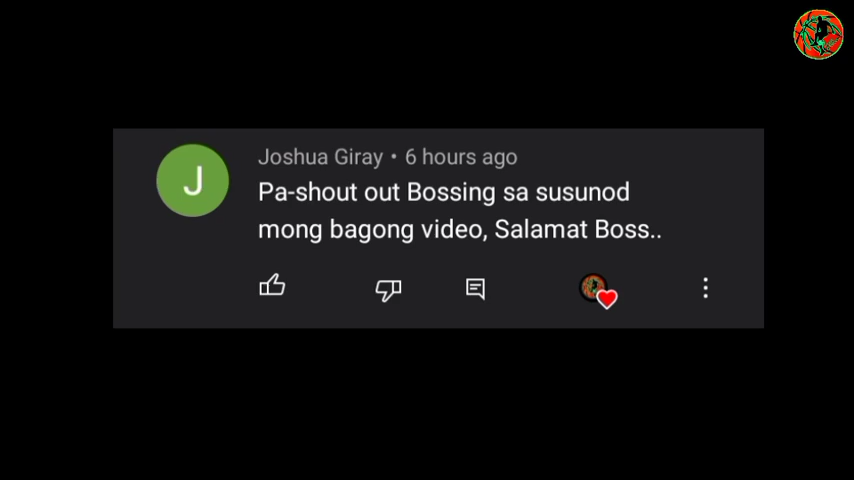 Joshua Giray • 6 hours ago
J
Pa-shout out Bossing sa susunod
mong bagong video, Salamat Boss..